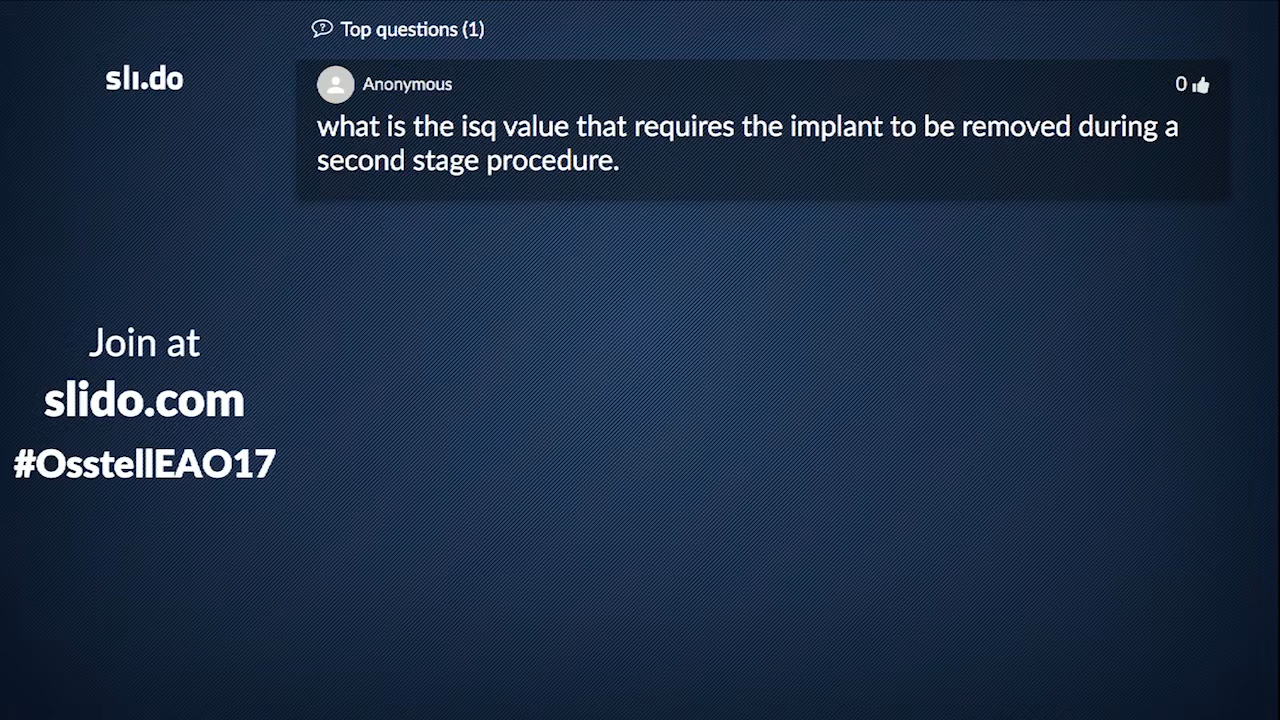 Top questions (1)
sli.do
Anonymous
0
what is the isq value that requires the implant to be removed during a
second stage procedure.
Join at
slido.com
#OsstellEAO17